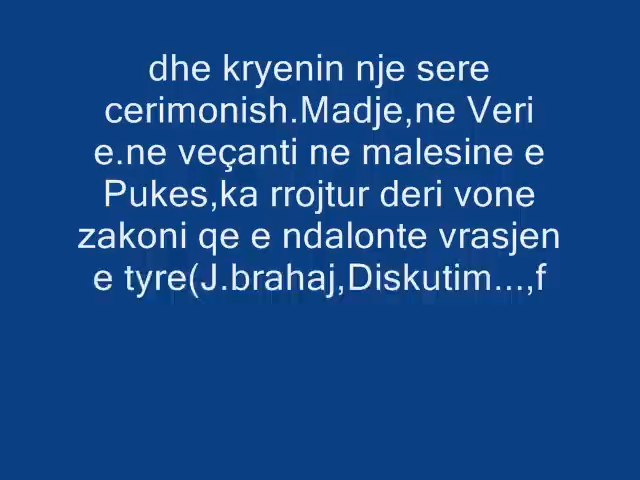 dhe kryenin nje sere
cerimonish.Madje,ne Veri
e.ne veçanti ne malesine e
Pukes,ka rrojtur deri vone
zakoni qe e ndalonte vrasjen
e tyre(J.brahaj,Diskutim...,f